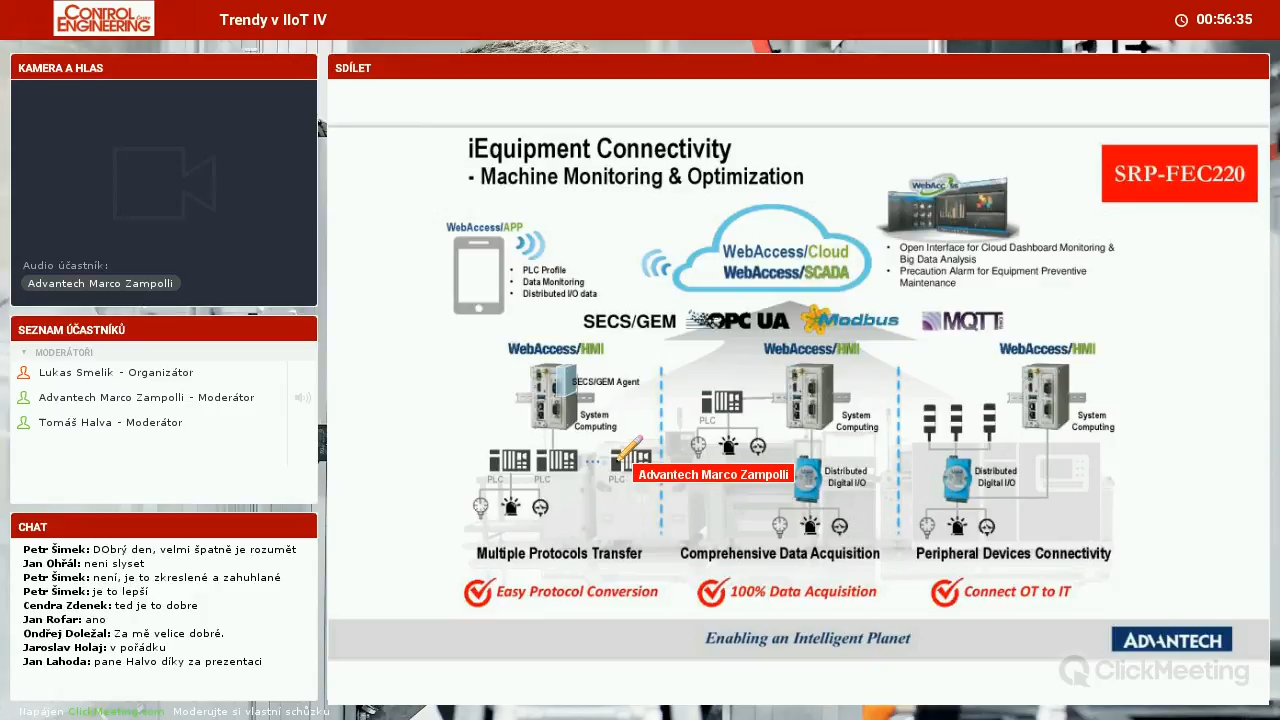 CONTROL
ENGINEERING
Česko
Trendy v IIoT IV
00:56:35
KAMERA A HLAS
Audio účastník:
Advantech Marco Zampolli
SEZNAM ÚČASTNÍKŮ
MODERÁTOŘI
Lukas Smelik - Organizátor
Advantech Marco Zampolli - Moderátor
Tomáš Halva - Moderátor
CHAT
Petr Šimek: DObrý den, velmi špatně je rozumět
Jan Ohřál: neni slyset
Petr Šimek: není, je to zkreslené a zahuhlané
Petr Šimek: je to lepší
Cendra Zdenek: ted je to dobre
Jan Rofar: ano
Ondřej Doležal: Za mě velice dobré.
Jaroslav Holaj: v pořádku
Jan Lahoda: pane Halvo díky za prezentaci
Napájen ClickMeeting.com Moderujte si vlastní schůzku
SDÍLET
iEquipment Connectivity
- Machine Monitoring & Optimization
SRP-FEC220
WebAccess/APP
• PLC Profile
• Data Monitoring
• Distributed I/O data
WebAccess/Cloud
WebAccess/SCADA
WebAccess
• Open Interface for Cloud Dashboard Monitoring &
Big Data Analysis
• Precaution Alarm for Equipment Preventive
Maintenance
SECS/GEM
OPC UA
Modbus
MQTT
WebAccess/HMI
WebAccess/HMI
WebAccess/HMI
SECS/GEM Agent
System
Computing
PLC
System
Computing
System
Computing
PLC
PLC
PLC
Advantech Marco Zampolli
Distributed
Digital I/O
Distributed
Digital I/O
Multiple Protocols Transfer
Comprehensive Data Acquisition
Peripheral Devices Connectivity
Easy Protocol Conversion
100% Data Acquisition
Connect OT to IT
Enabling an Intelligent Planet
ADVANTECH
ClickMeeting